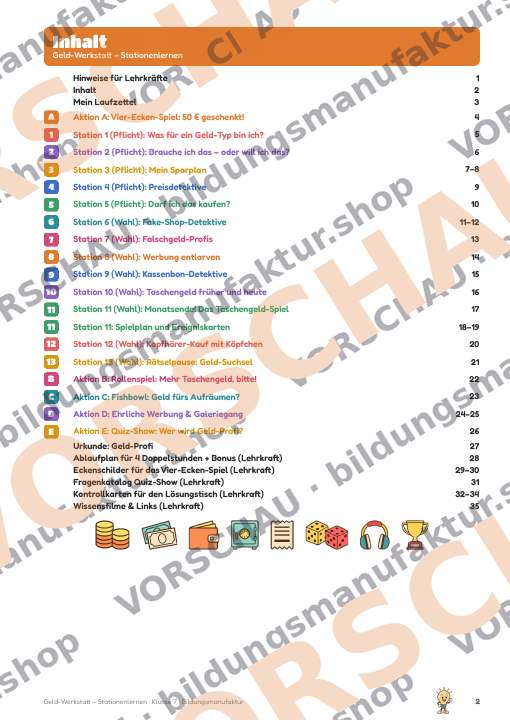 Inhalt
Geld-Werkstatt – Stationenlernen
Hinweise für Lehrkräfte 1
Inhalt 2
Mein Laufzettel 3
A Aktion A: Vier-Ecken-Spiel: 50 € geschenkt! 4
1 Station 1 (Pflicht): Was für ein Geld-Typ bin ich? 5
2 Station 2 (Pflicht): Brauche ich das – oder will ich das? 6
3 Station 3 (Pflicht): Mein Sparplan 7–8
4 Station 4 (Pflicht): Preisdetektive 9
5 Station 5 (Pflicht): Darf ich das kaufen? 10
6 Station 6 (Wahl): Fake-Shop-Detektive 11–12
7 Station 7 (Wahl): Falschgeld-Profis 13
8 Station 8 (Wahl): Werbung entlarven 14
9 Station 9 (Wahl): Kassenbon-Detektive 15
10 Station 10 (Wahl): Taschengeld früher und heute 16
11 Station 11 (Wahl): Monatsende! Das Taschengeld-Spiel 17
11 Station 11: Spielplan und Ereigniskarten 18–19
12 Station 12 (Wahl): Kopfhörer-Kauf mit Köpfchen 20
13 Station 13 (Wahl): Rätselpause: Geld-Suchsel 21
B Aktion B: Rollenspiel: Mehr Taschengeld, bitte! 22
C Aktion C: Fishbowl: Geld fürs Aufräumen? 23
D Aktion D: Ehrliche Werbung & Galeriegang 24–25
E Aktion E: Quiz-Show: Wer wird Geld-Profi? 26
Urkunde: Geld-Profi 27
Ablaufplan für 4 Doppelstunden + Bonus (Lehrkraft) 28
Eckenschilder für das Vier-Ecken-Spiel (Lehrkraft) 29–30
Fragenkatalog Quiz-Show (Lehrkraft) 31
Kontrollkarten für den Lösungstisch (Lehrkraft) 32–34
Wissensfilme & Links (Lehrkraft) 35
Geld-Werkstatt – Stationenlernen · Klasse 7 · Bildungsmanufaktur 2
VORSCHAU · bildungsmanufaktur.shop